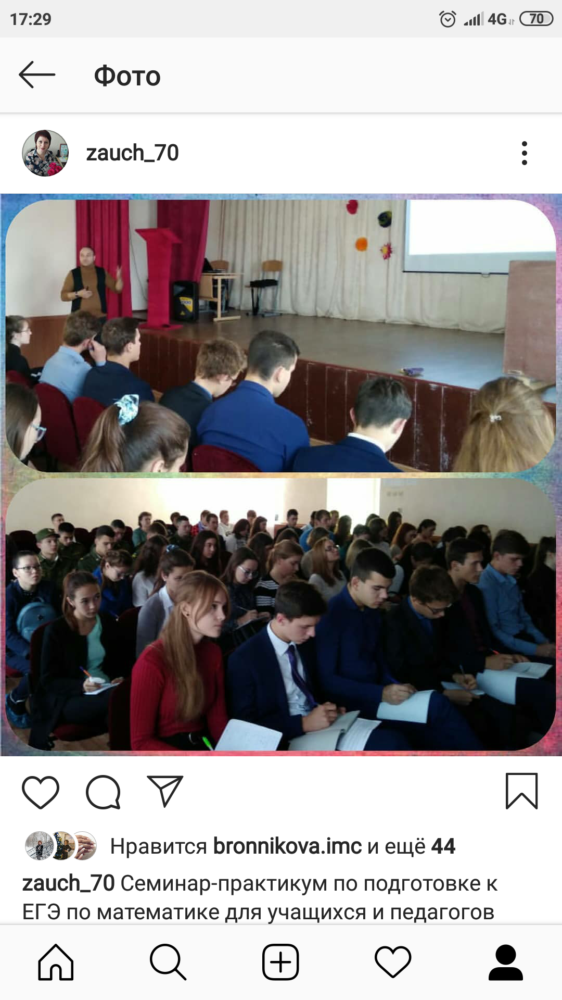 17:29
4G
70
Фото
zauch_70
Нравится bronnikova.imc и ещё 44
zauch_70 Семинар-практикум по подготовке к
ЕГЭ по математике для учащихся и педагогов